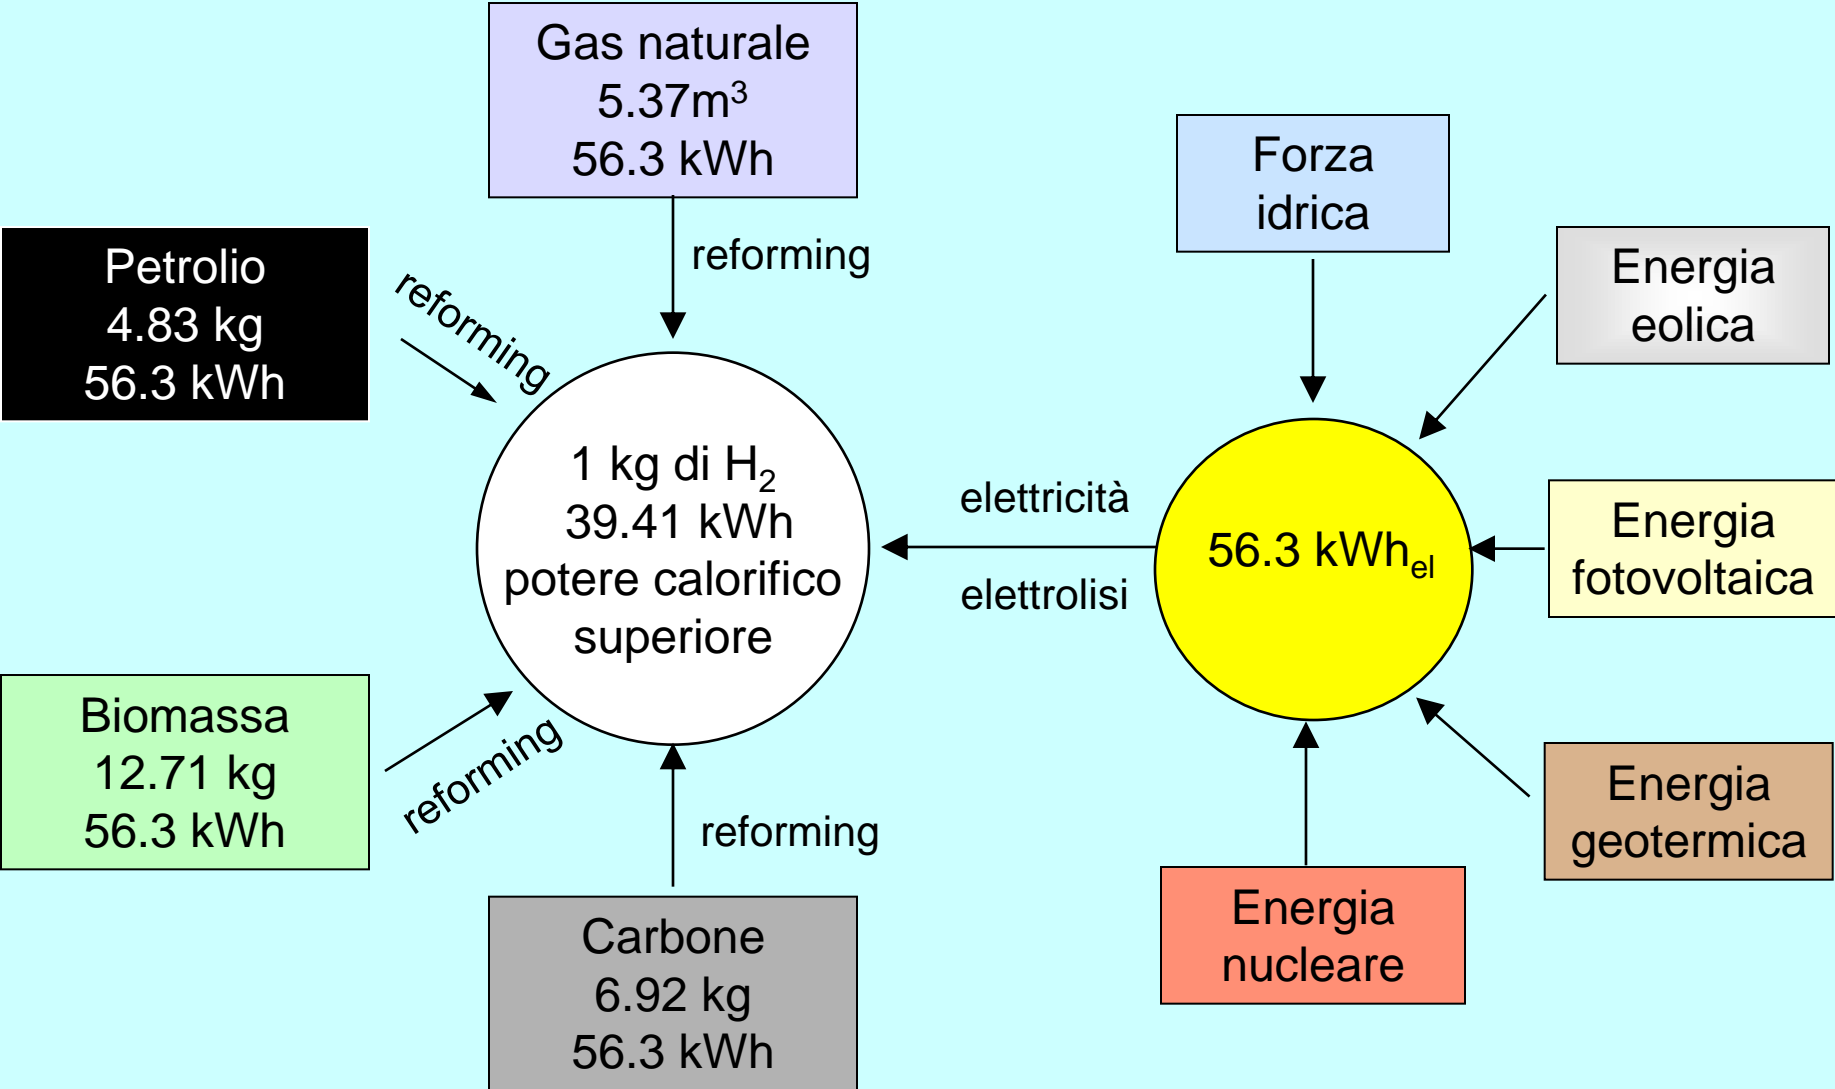 Gas naturale
5.37m³
56.3 kWh
reforming
Petrolio
4.83 kg
56.3 kWh
reforming
Forza
idrica
Energia
eolica
1 kg di H₂
39.41 kWh
potere calorifico
superiore
elettricità
elettrolisi
56.3 kWhₑₗ
Energia
fotovoltaica
Biomassa
12.71 kg
56.3 kWh
reforming
reforming
Carbone
6.92 kg
56.3 kWh
Energia
nucleare
Energia
geotermica